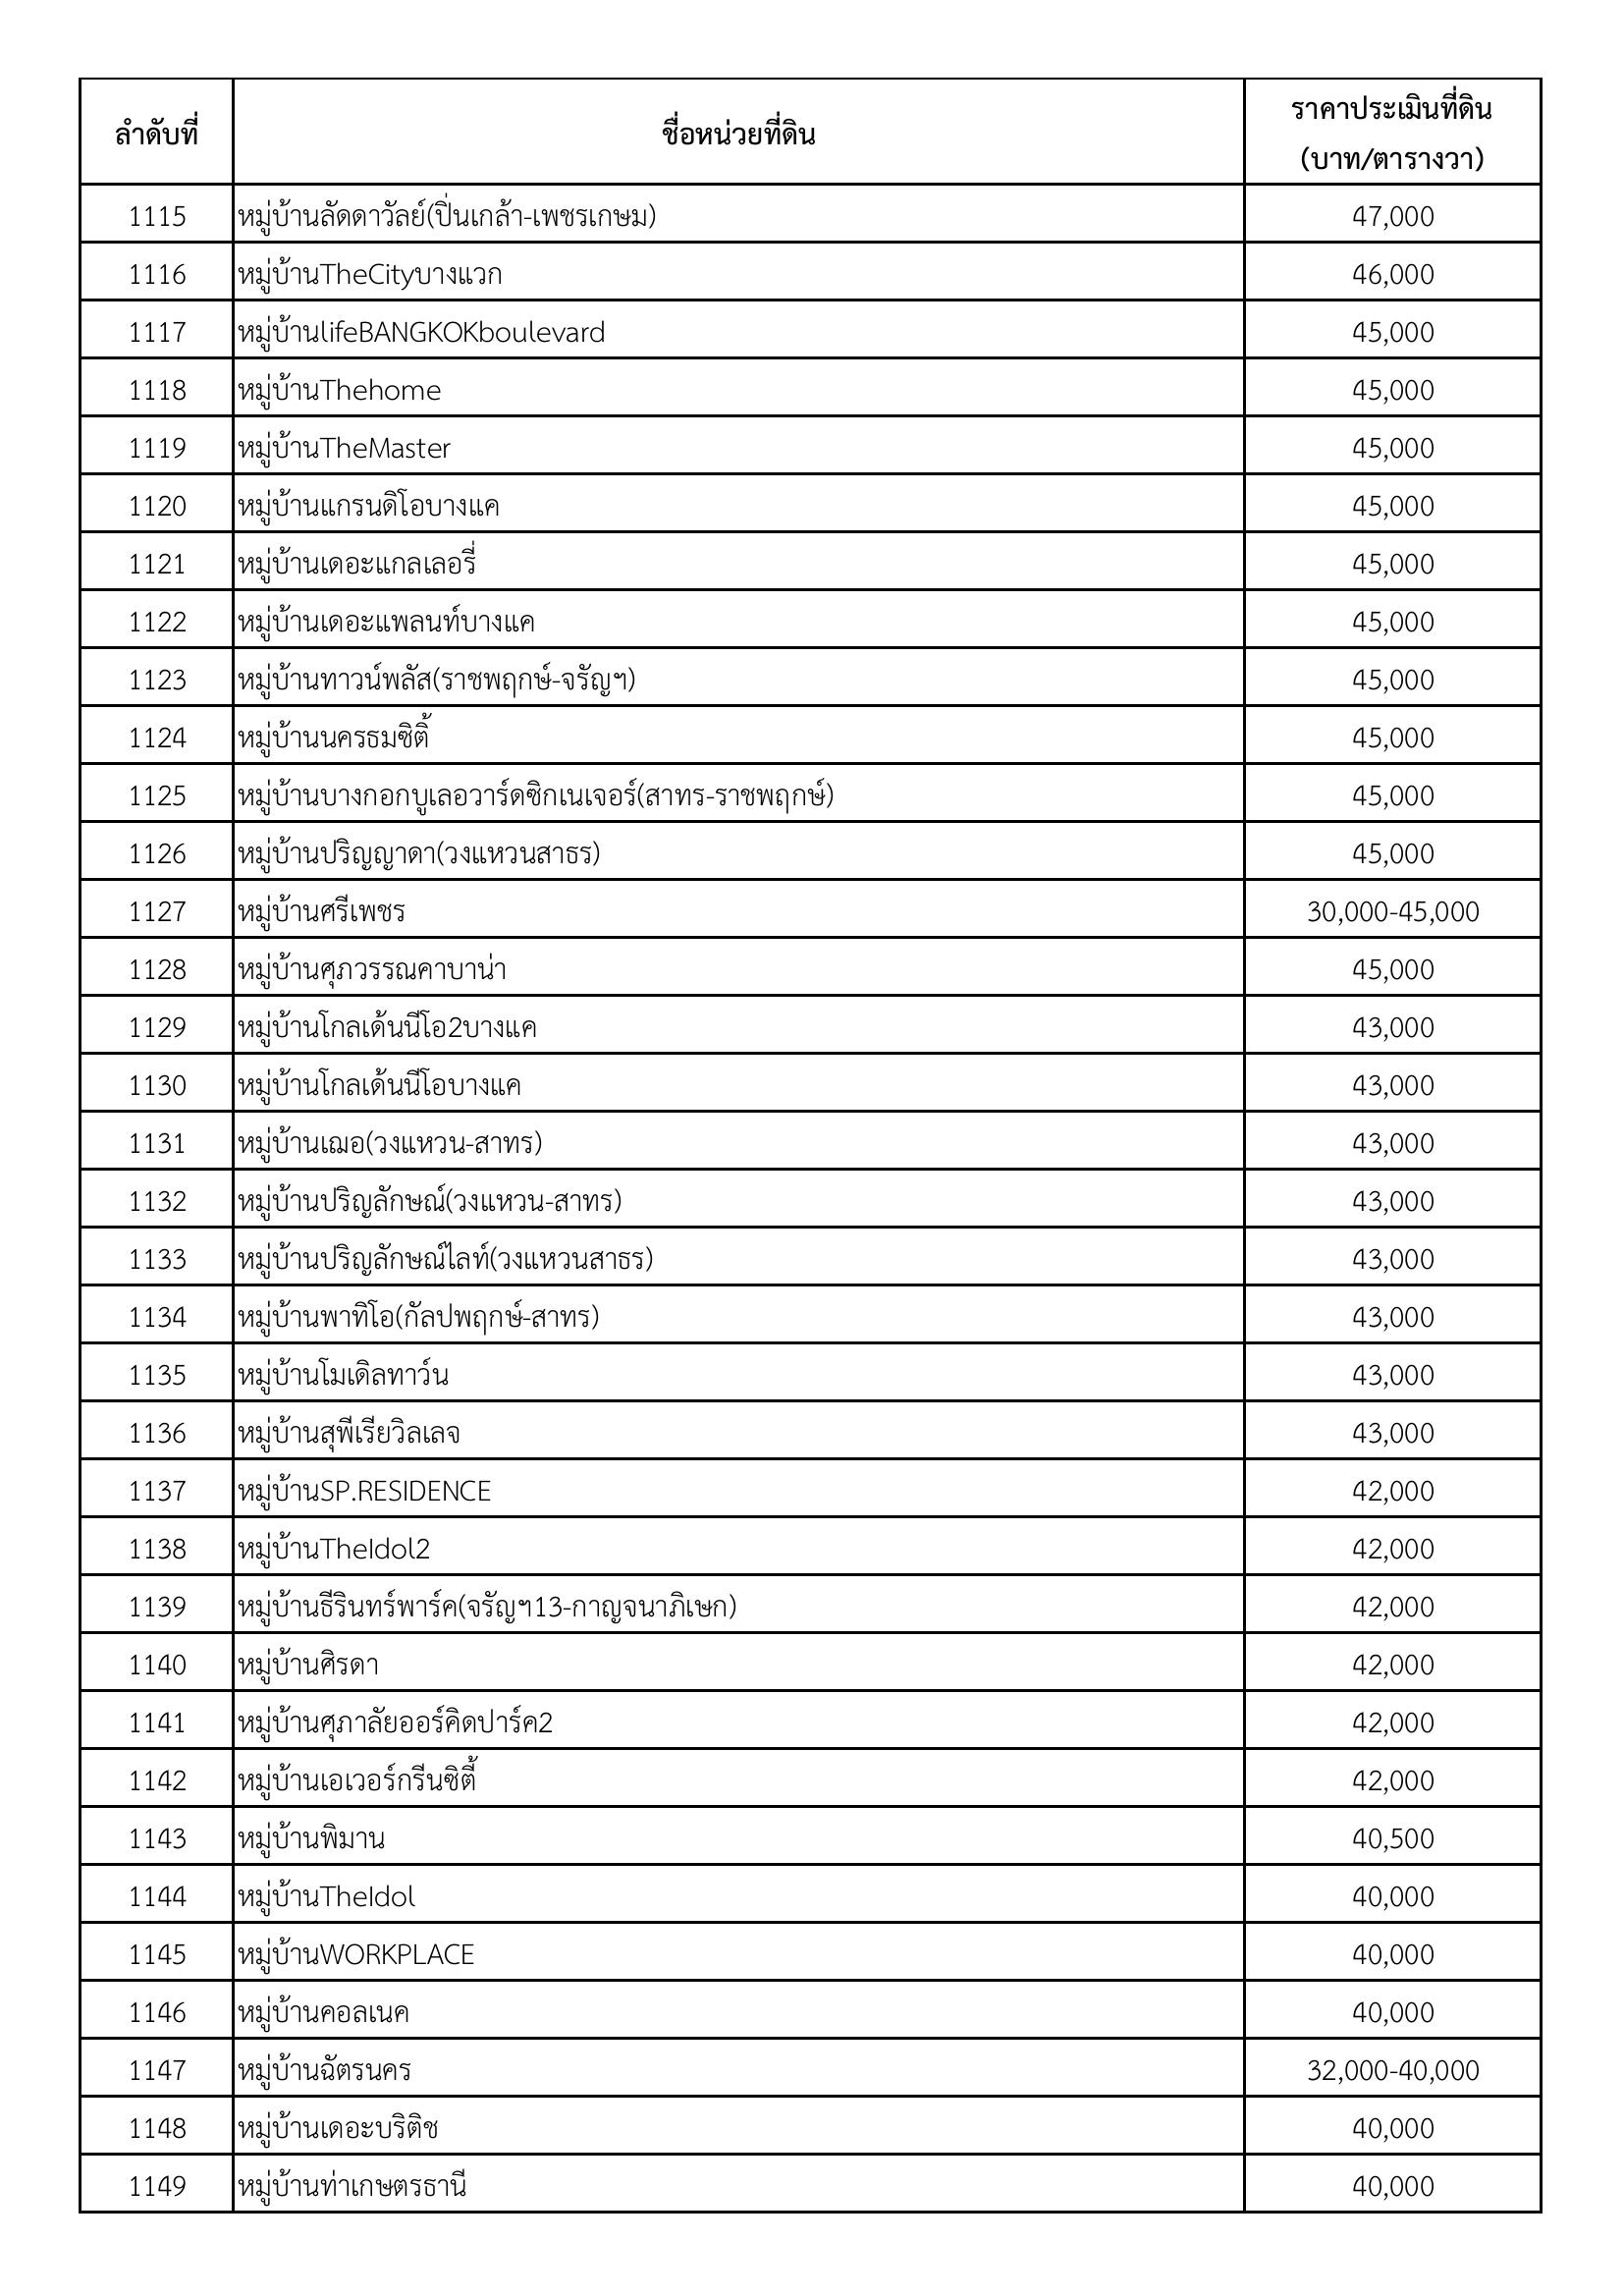 ลำดับที่ ชื่อหน่วยที่ดิน ราคาประเมินที่ดิน
(บาท/ตารางวา)
1115 หมู่บ้านลัดดาวัลย์(ปิ่นเกล้า-เพชรเกษม) 47,000
1116 หมู่บ้านTheCityบางแวก 46,000
1117 หมู่บ้านlifeBANGKOKboulevard 45,000
1118 หมู่บ้านThehome 45,000
1119 หมู่บ้านTheMaster 45,000
1120 หมู่บ้านแกรนดิโอบางแค 45,000
1121 หมู่บ้านเดอะแกลเลอรี่ 45,000
1122 หมู่บ้านเดอะแพลนท์บางแค 45,000
1123 หมู่บ้านทาวน์พลัส(ราชพฤกษ์-จรัญฯ) 45,000
1124 หมู่บ้านนครธมซิติ้ 45,000
1125 หมู่บ้านบางกอกบูเลอวาร์ดซิกเนเจอร์(สาทร-ราชพฤกษ์) 45,000
1126 หมู่บ้านปริญญาดา(วงแหวนสาธร) 45,000
1127 หมู่บ้านศรีเพชร 30,000-45,000
1128 หมู่บ้านศุภวรรณคาบาน่า 45,000
1129 หมู่บ้านโกลเด้นนีโอ2บางแค 43,000
1130 หมู่บ้านโกลเด้นนีโอบางแค 43,000
1131 หมู่บ้านเฌอ(วงแหวน-สาทร) 43,000
1132 หมู่บ้านปริญลักษณ์(วงแหวน-สาทร) 43,000
1133 หมู่บ้านปริญลักษณ์ไลท์(วงแหวนสาธร) 43,000
1134 หมู่บ้านพาทิโอ(กัลปพฤกษ์-สาทร) 43,000
1135 หมู่บ้านโมเดิลทาว์น 43,000
1136 หมู่บ้านสุพีเรียวิลเลจ 43,000
1137 หมู่บ้านSP.RESIDENCE 42,000
1138 หมู่บ้านTheIdol2 42,000
1139 หมู่บ้านธีรินทร์พาร์ค(จรัญฯ13-กาญจนาภิเษก) 42,000
1140 หมู่บ้านศิรดา 42,000
1141 หมู่บ้านศุภาลัยออร์คิดปาร์ค2 42,000
1142 หมู่บ้านเอเวอร์กรีนซิตี้ 42,000
1143 หมู่บ้านพิมาน 40,500
1144 หมู่บ้านTheIdol 40,000
1145 หมู่บ้านWORKPLACE 40,000
1146 หมู่บ้านคอลเนค 40,000
1147 หมู่บ้านฉัตรนคร 32,000-40,000
1148 หมู่บ้านเดอะบริติช 40,000
1149 หมู่บ้านท่าเกษตรธานี 40,000